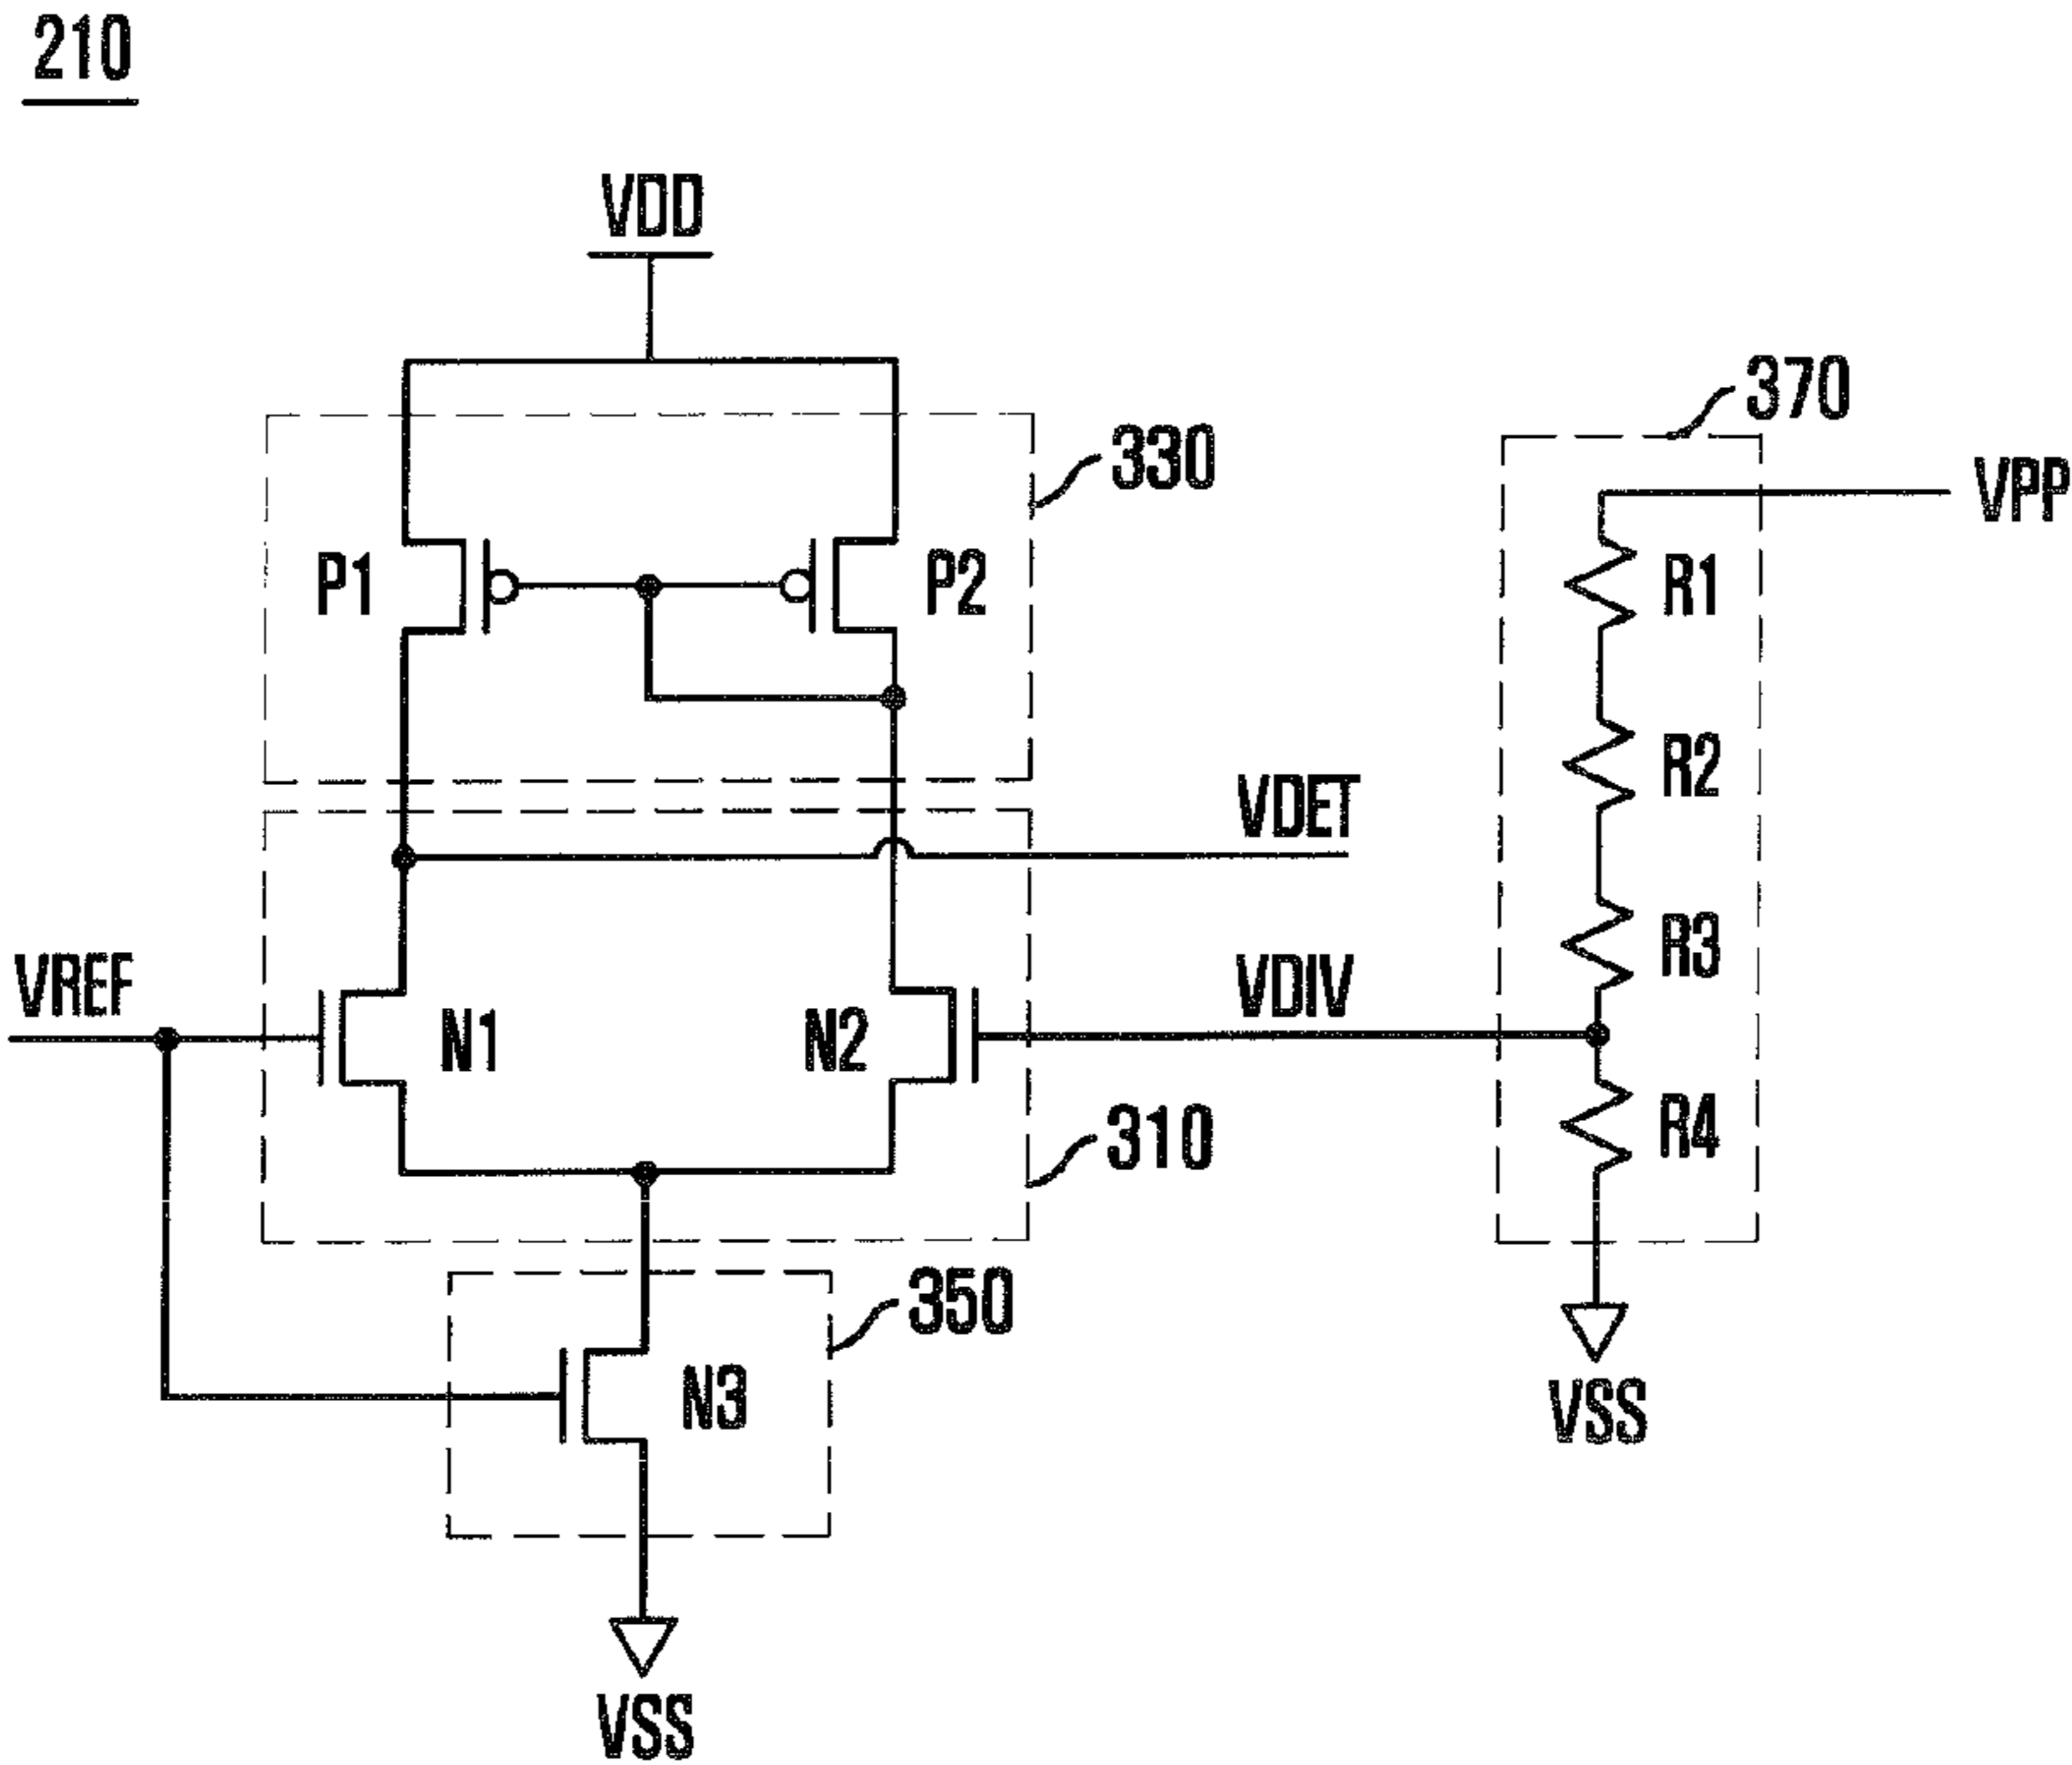 210
VDD
370
330
VPP
P1
P2
R1
R2
VDET
R3
VREF
VDIV
N1
N2
R4
310
350
N3
VSS
VSS